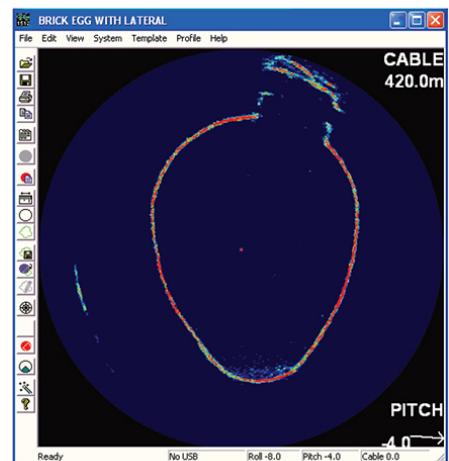 BRICK EGG WITH LATERAL
File Edit View System Template Profile Help
CABLE
420.0m
PITCH
-4.0
Ready No USB Roll -8.0 Pitch -4.0 Cable 0.0